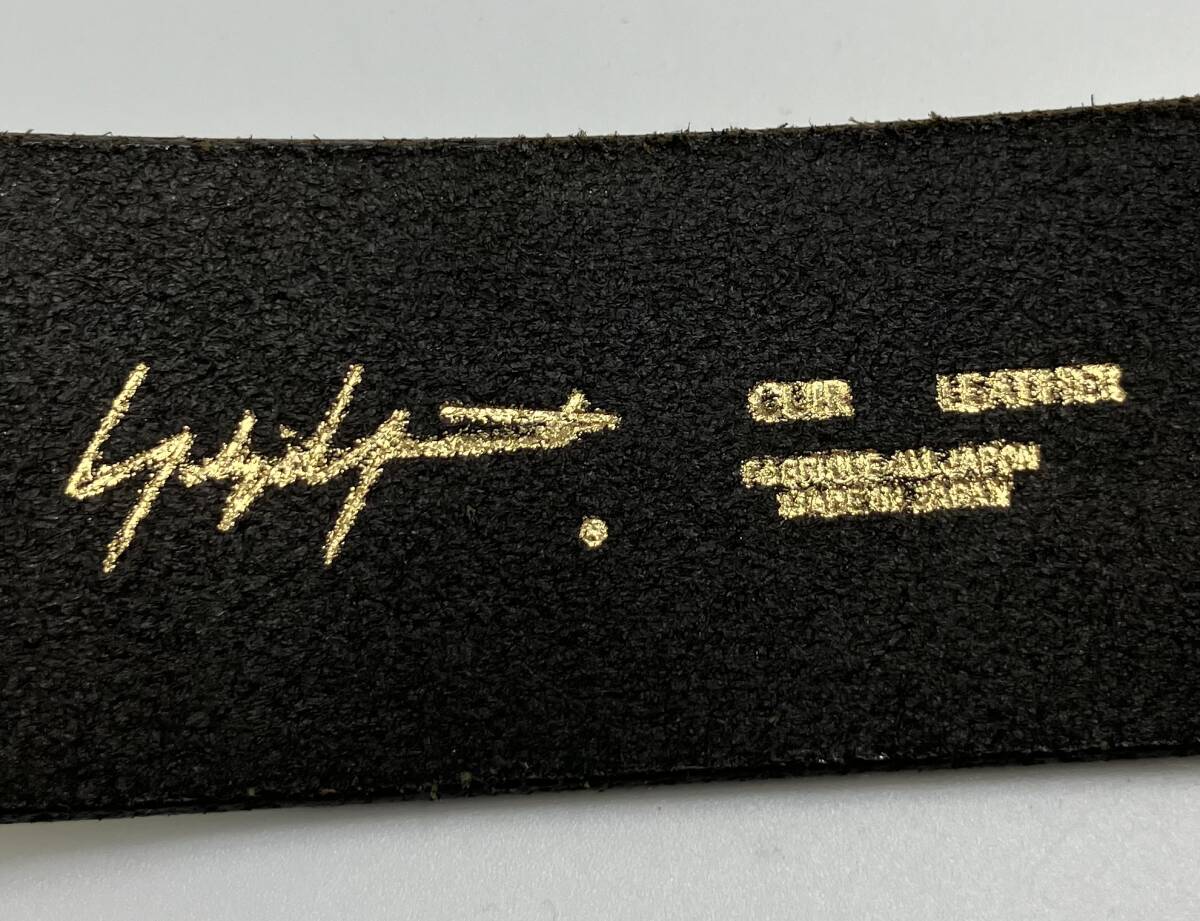 CUIR LEATHER
FABRIQUE AU JAPON
MADE IN JAPAN